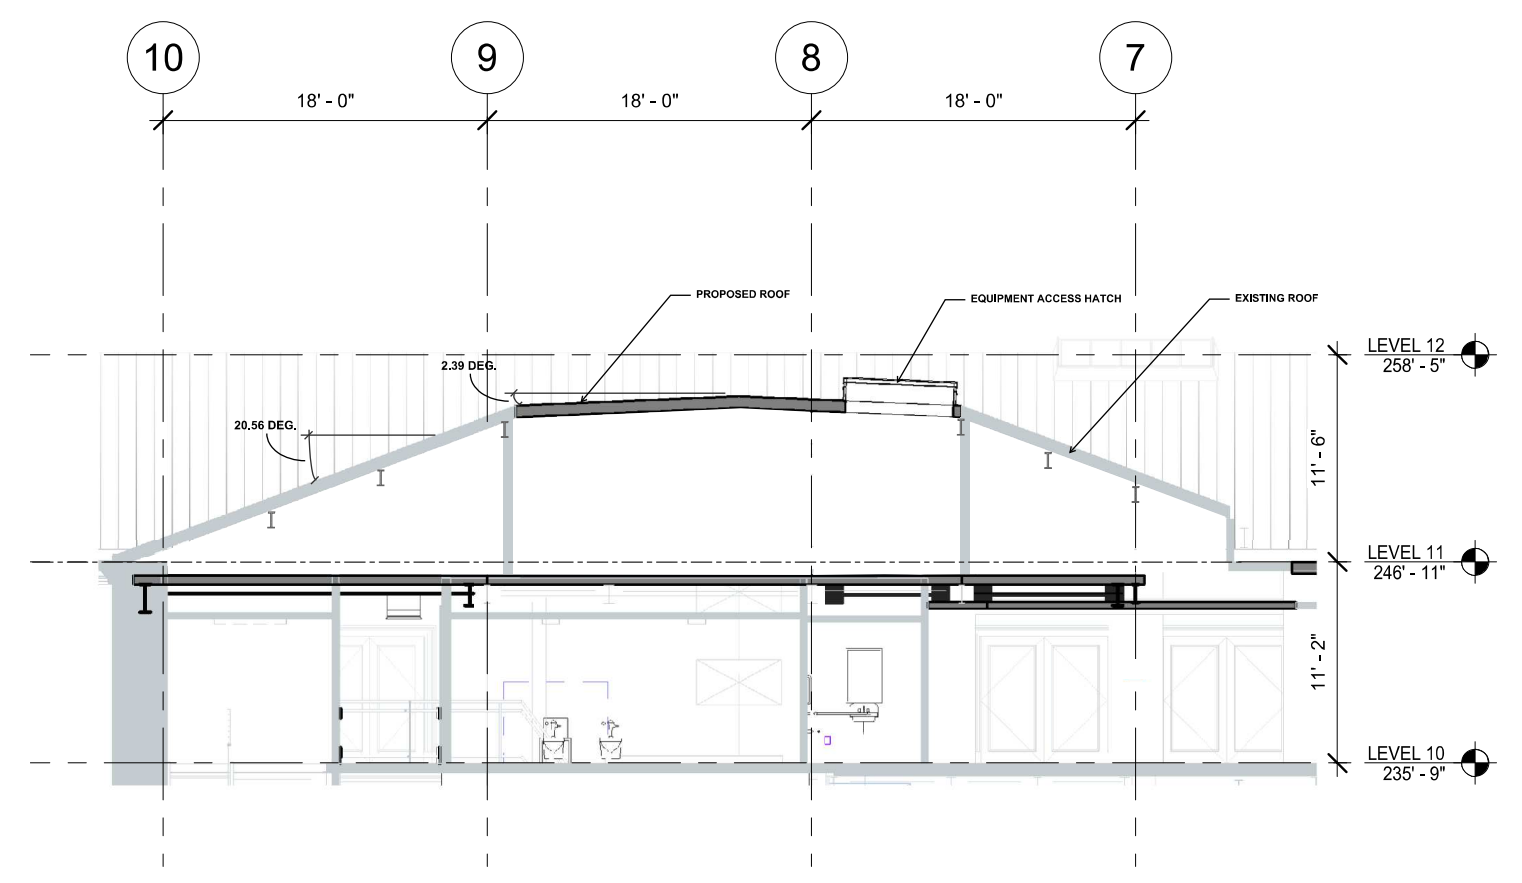 10
9
8
7
18' - 0"
18' - 0"
18' - 0"
PROPOSED ROOF
EQUIPMENT ACCESS HATCH
EXISTING ROOF
LEVEL 12
258' - 5"
2.39 DEG.
20.56 DEG.
11' - 6"
LEVEL 11
246' - 11"
11' - 2"
LEVEL 10
235' - 9"